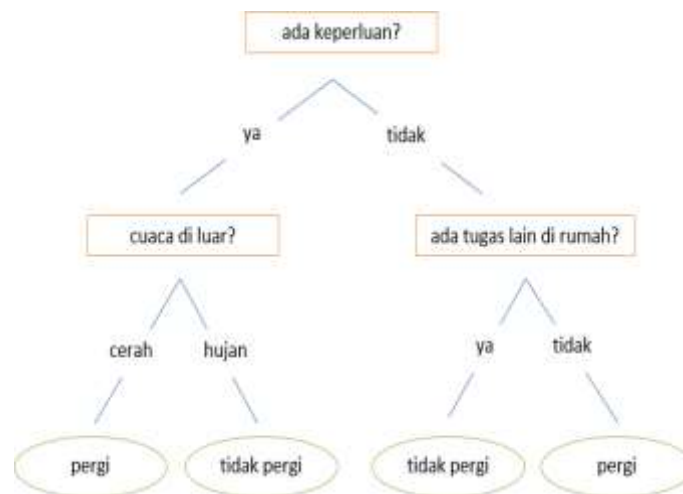 ada keperluan?
ya
tidak
cuaca di luar?
ada tugas lain di rumah?
cerah
hujan
ya
tidak
pergi
tidak pergi
tidak pergi
pergi